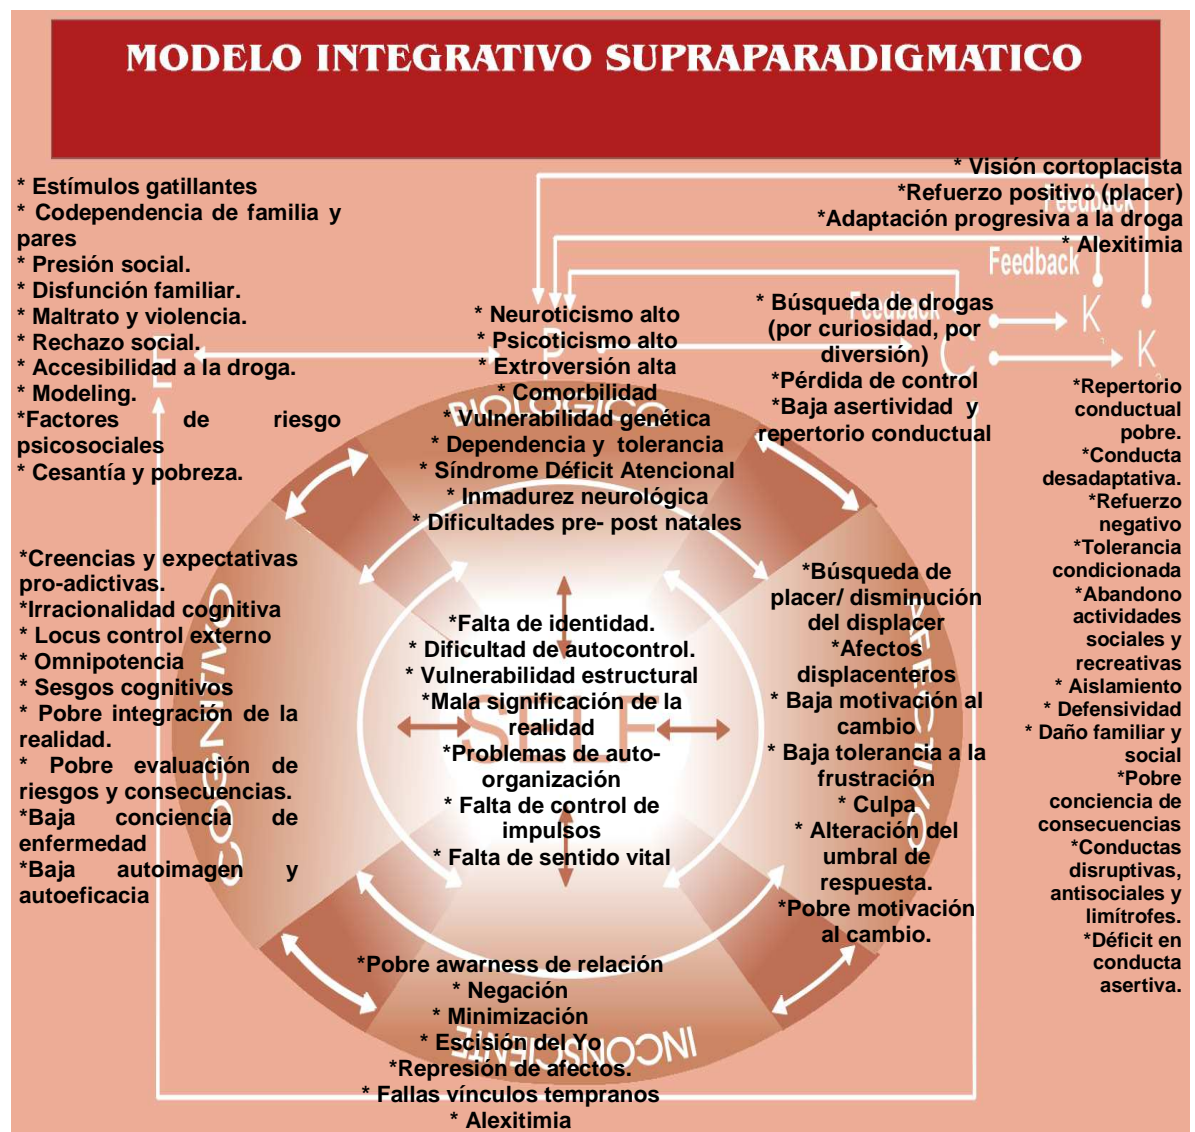 MODELO INTEGRATIVO SUPRAPARADIGMATICO
* Estímulos gatillantes
* Codependencia de familia y
pares
* Presión social.
* Disfunción familiar.
* Maltrato y violencia.
* Rechazo social.
* Accesibilidad a la droga.
* Modeling.
*Factores de riesgo
psicosociales
* Cesantía y pobreza.
E
* Visión cortoplacista
*Refuerzo positivo (placer)
*Adaptación progresiva a la droga
* Alexitimia
Feedback
Feedback
Feedback
* Neuroticismo alto
* Psicoticismo alto
* Extroversión alta
* Comorbilidad
* Vulnerabilidad genética
* Dependencia y tolerancia
* Síndrome Déficit Atencional
* Inmadurez neurológica
* Dificultades pre- post natales
P
BIOLOGICO
* Búsqueda de drogas
(por curiosidad, por
diversión)
*Pérdida de control
*Baja asertividad y
repertorio conductual
C
K
K
*Repertorio
conductual
pobre.
*Conducta
desadaptativa.
*Refuerzo
negativo
*Tolerancia
condicionada
*Abandono
actividades
sociales y
recreativas
* Aislamiento
* Defensividad
* Daño familiar y
social
*Pobre
conciencia de
consecuencias
*Conductas
disruptivas,
antisociales y
limítrofes.
*Déficit en
conducta
asertiva.
*Creencias y expectativas
pro-adictivas.
*Irracionalidad cognitiva
* Locus control externo
* Omnipotencia
* Sesgos cognitivos
* Pobre integración de la
realidad.
* Pobre evaluación de
riesgos y consecuencias.
*Baja conciencia de
enfermedad
*Baja autoimagen y
autoeficacia
COGNITIVO
*Falta de identidad.
* Dificultad de autocontrol.
* Vulnerabilidad estructural
*Mala significación de la
realidad
*Problemas de auto-
organización
* Falta de control de
impulsos
* Falta de sentido vital
SELF
*Búsqueda de
placer/ disminución
del displacer
*Afectos
displacenteros
* Baja motivación al
cambio
* Baja tolerancia a la
frustración
* Culpa
* Alteración del
umbral de
respuesta.
*Pobre motivación
al cambio.
AFECTIVO
*Pobre awarness de relación
* Negación
* Minimización
* Escisión del Yo
*Represión de afectos.
* Fallas vínculos tempranos
* Alexitimia
INCONSCIENTE